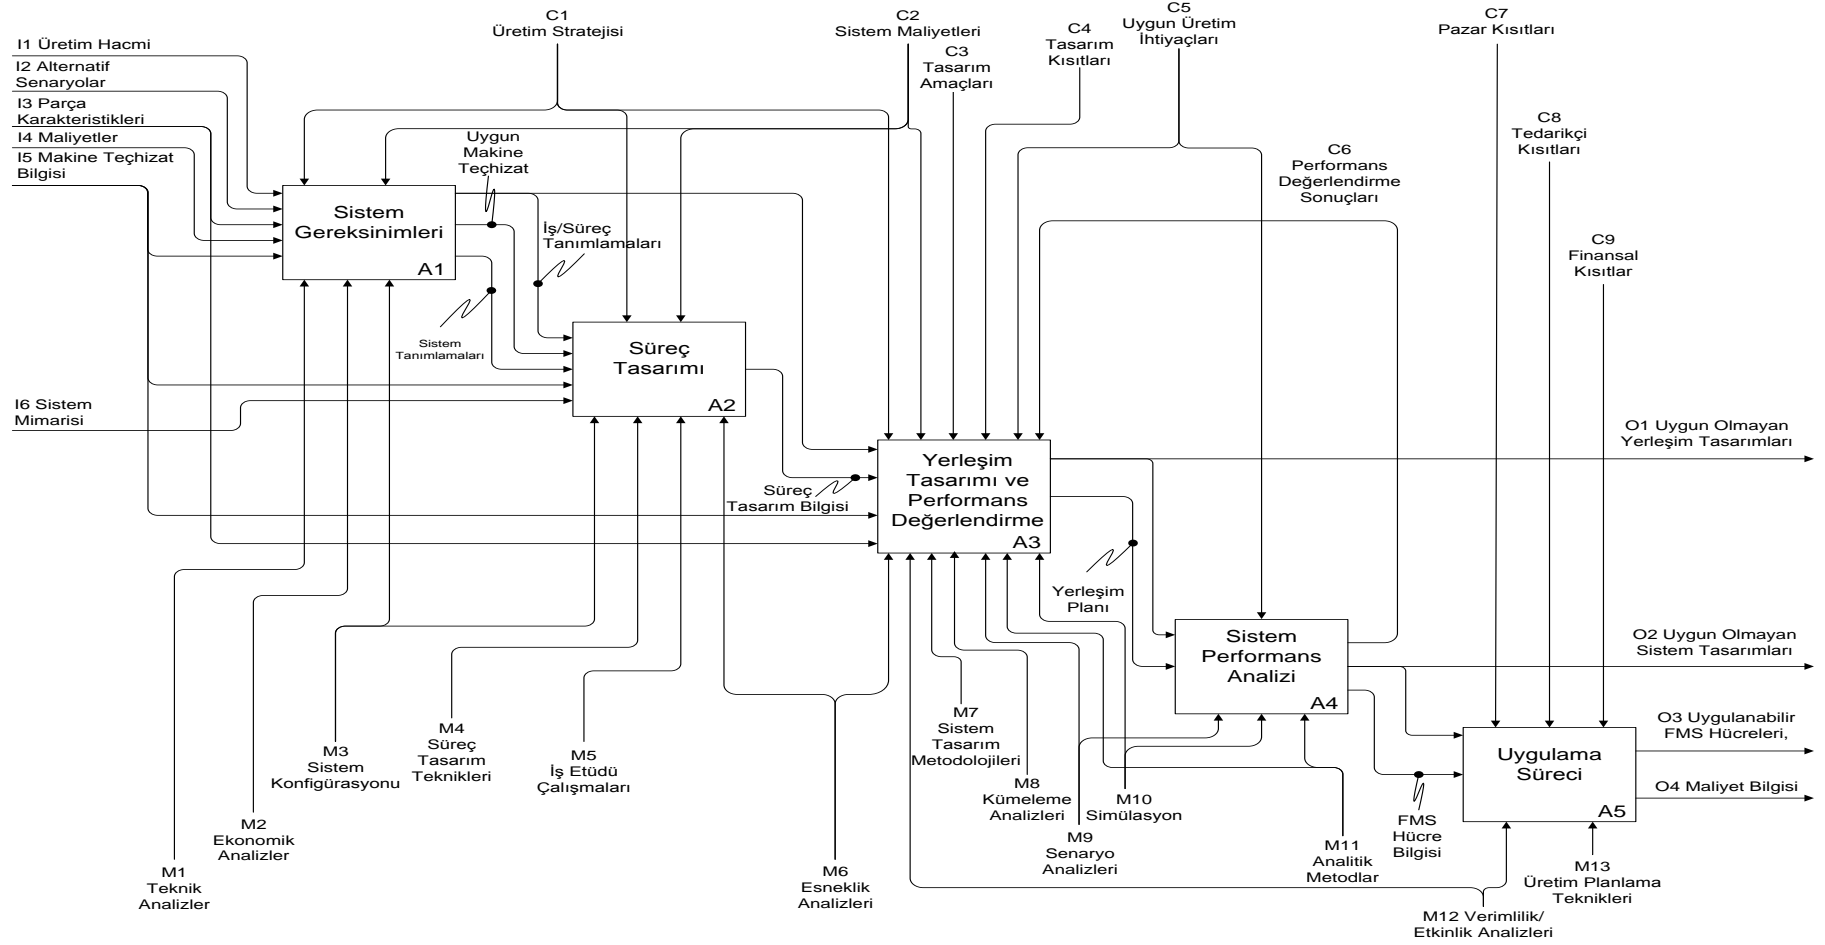 C1
Üretim Stratejisi
C2
Sistem Maliyetleri
C3
Tasarım
Amaçları
C4
Tasarım
Kısıtları
C5
Uygun Üretim
İhtiyaçları
C7
Pazar Kısıtları
I1 Üretim Hacmi
I2 Alternatif
Senaryolar
I3 Parça
Karakteristikleri
I4 Maliyetler
I5 Makine Teçhizat
Bilgisi
Uygun
Makine
Teçhizat
C6
Performans
Değerlendirme
Sonuçları
C8
Tedarikçi
Kısıtları
C9
Finansal
Kısıtlar
Sistem
Gereksinimleri
A1
İş/Süreç
Tanımlamaları
Sistem
Tanımlamaları
Süreç
Tasarımı
A2
I6 Sistem
Mimarisi
Süreç
Tasarım Bilgisi
Yerleşim
Tasarımı ve
Performans
Değerlendirme
A3
O1 Uygun Olmayan
Yerleşim Tasarımları
Yerleşim
Planı
Sistem
Performans
Analizi
A4
O2 Uygun Olmayan
Sistem Tasarımları
O3 Uygulanabilir
FMS Hücreleri,
Uygulama
Süreci
A5
O4 Maliyet Bilgisi
FMS
Hücre
Bilgisi
M1
Teknik
Analizler
M2
Ekonomik
Analizler
M3
Sistem
Konfigürasyonu
M4
Süreç
Tasarım
Teknikleri
M5
İş Etüdü
Çalışmaları
M6
Esneklik
Analizleri
M7
Sistem
Tasarım
Metodolojileri
M8
Kümeleme
Analizleri
M9
Senaryo
Analizleri
M10
Simülasyon
M11
Analitik
Metodlar
M12 Verimlilik/
Etkinlik Analizleri
M13
Üretim Planlama
Teknikleri